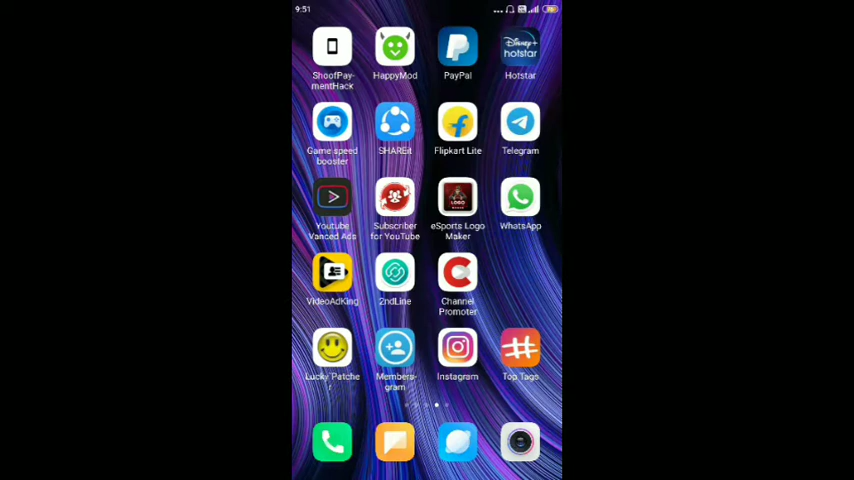 9:51
ShoofPay-
mentHack
HappyMod
PayPal
Disney+
hotstar
Hotstar
Game speed
booster
SHAREit
Flipkart Lite
Telegram
Youtube
Vanced Ads
Subscriber
for YouTube
LOGO
eSports Logo
Maker
WhatsApp
VideoAdKing
2ndLine
Channel
Promoter
Lucky Patche
r
Members-
gram
Instagram
Top Tags